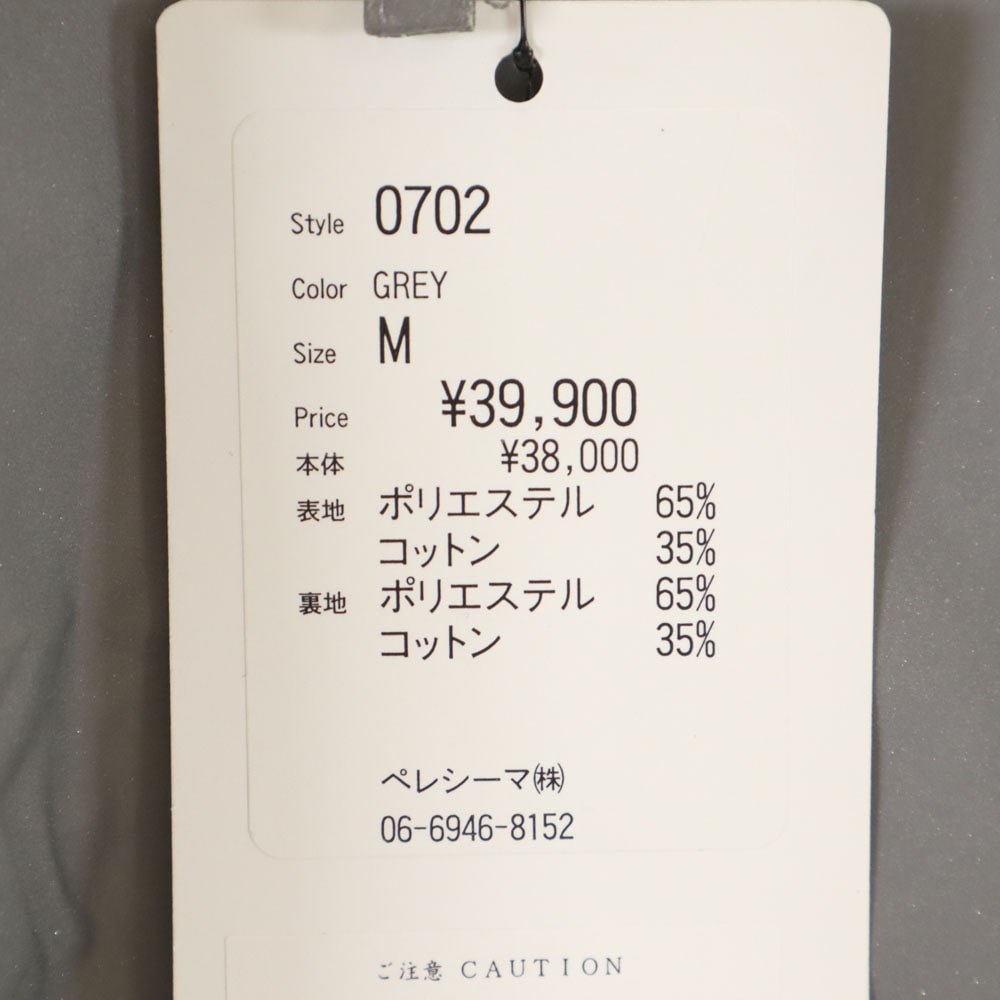 Style 0702
Color GREY
Size M
Price ¥39,900
本体 ¥38,000
表地 ポリエステル 65%
コットン 35%
裏地 ポリエステル 65%
コットン 35%
ペレシーマ㈱
06-6946-8152
ご注意 CAUTION